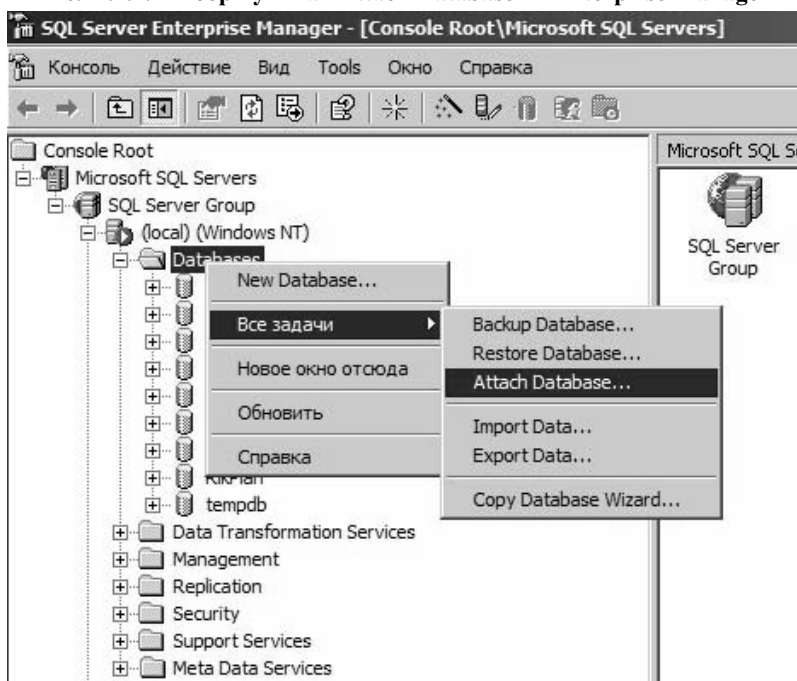 SQL Server Enterprise Manager - [Console Root\Microsoft SQL Servers]
Консоль Действие Вид Tools Окно Справка
Console Root
Microsoft SQL Servers
SQL Server Group
(local) (Windows NT)
Databases
New Database...
Все задачи
Новое окно отсюда
Обновить
Справка
Backup Database...
Restore Database...
Attach Database...
Import Data...
Export Data...
Copy Database Wizard...
tempdb
Data Transformation Services
Management
Replication
Security
Support Services
Meta Data Services
Microsoft SQL S
SQL Server
Group